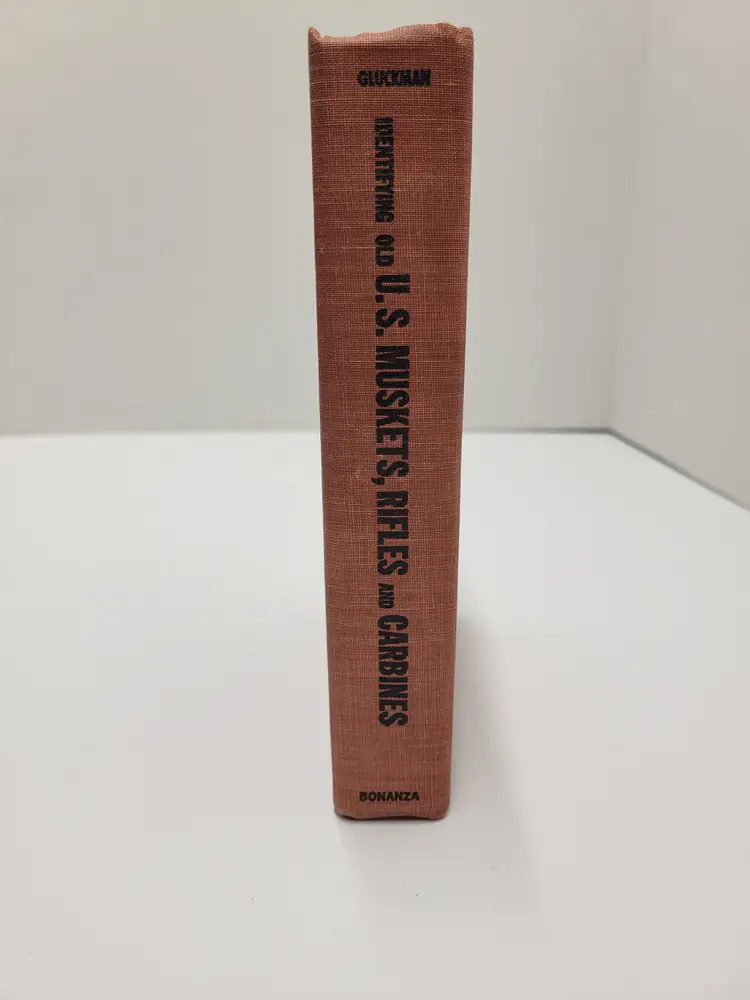 GLUCKMAN
IDENTIFYING OLD U.S. MUSKETS, RIFLES AND CARBINES
BONANZA